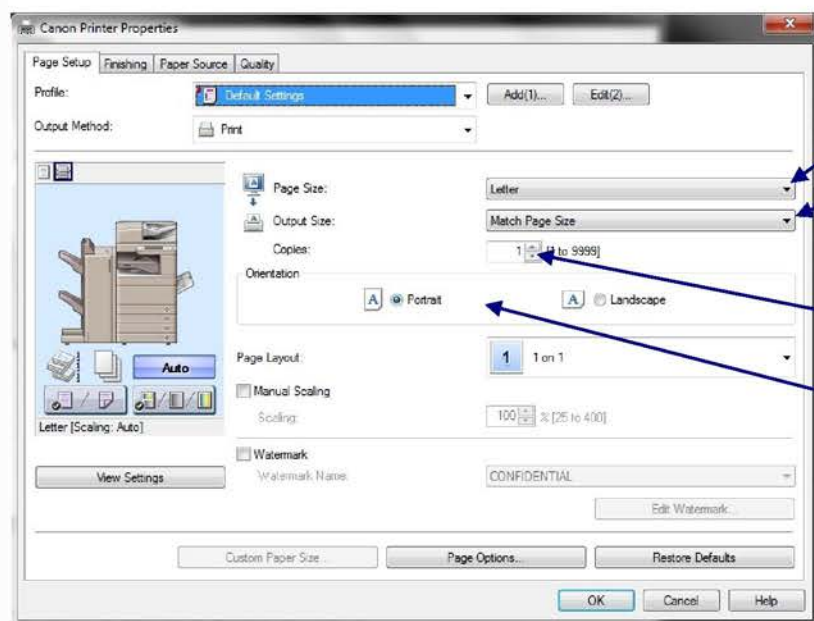 Canon Printer Properties
Page Setup Finishing Paper Source Quality
Profile: Default Settings Add(1)... Edit(2)...
Output Method: Print
Page Size: Letter
Output Size: Match Page Size
Copies: 1 [1 to 9999]
Orientation
A Portrait A Landscape
Page Layout: 1 1 on 1
Auto
Manual Scaling
Scaling: 100 % [25 to 400]
Letter [Scaling: Auto]
Watermark
View Settings Watermark Name: CONFIDENTIAL
Edit Watermark...
Custom Paper Size... Page Options... Restore Defaults
OK Cancel Help